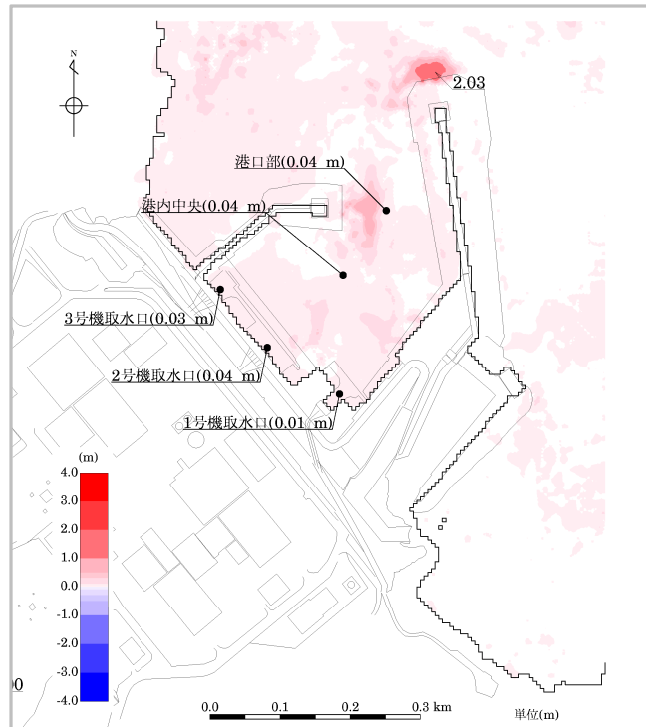 N
2.03
港口部(0.04 m)
港内中央(0.04 m)
3号機取水口(0.03 m)
2号機取水口(0.04 m)
1号機取水口(0.01 m)
(m)
4.0
3.0
2.0
1.0
0.0
-1.0
-2.0
-3.0
-4.0
00
0.0 0.1 0.2 0.3 km
単位(m)